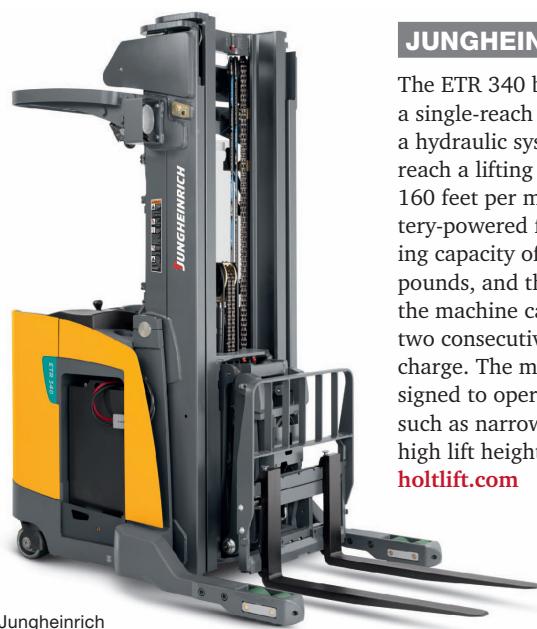 JUNGHEIN
The ETR 340 b
a single-reach
a hydraulic sys
reach a lifting
160 feet per m
tery-powered f
ing capacity of
pounds, and th
the machine ca
two consecutiv
charge. The m
signed to oper
such as narrow
high lift height
holtlift.com
JUNGHEINRICH
ETR 340
Jungheinrich